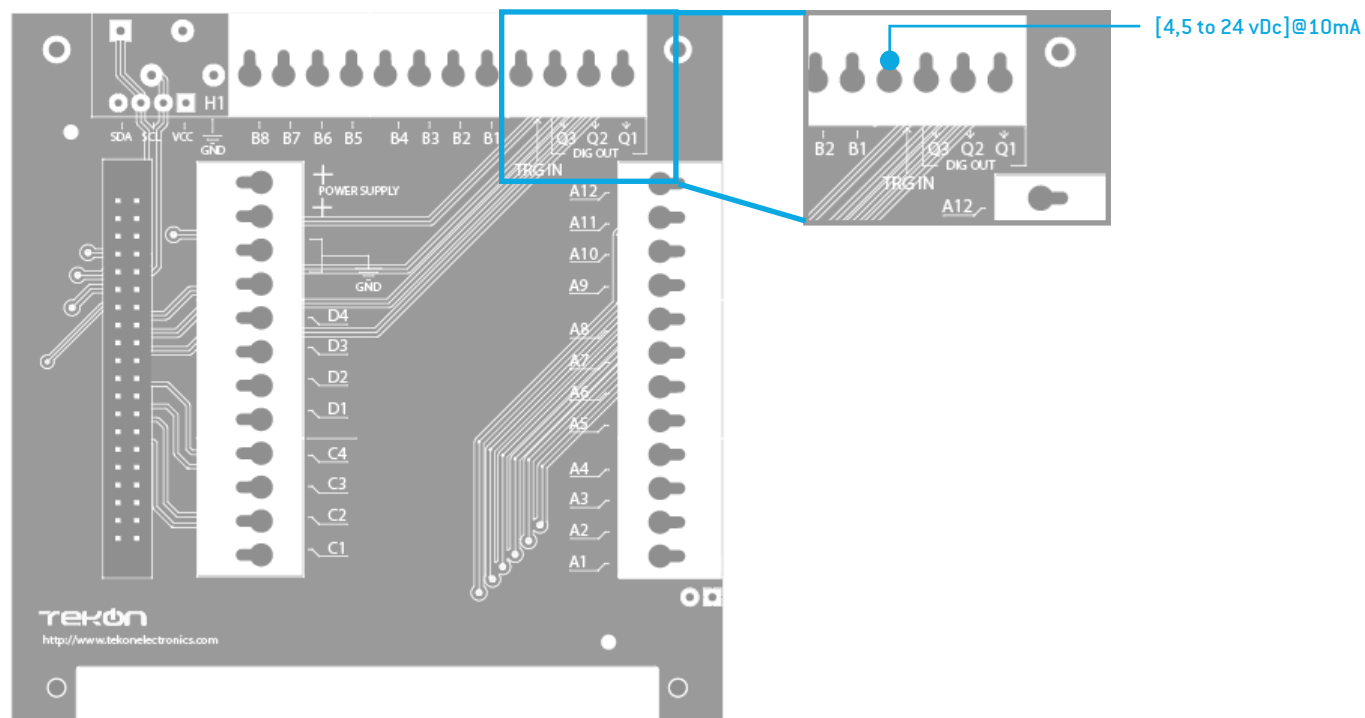 [4,5 to 24 vDc]@10mA
H1
SDA SCL VCC GND
B8 B7 B6 B5 B4 B3 B2 B1
Q3 Q2 Q1
DIG OUT
TRG IN
B2 B1
Q3 Q2 Q1
DIG OUT
TRG IN
A12
POWER SUPPLY
GND
D4
D3
D2
D1
C4
C3
C2
C1
A12
A11
A10
A9
A8
A7
A6
A5
A4
A3
A2
A1
TEKON
http://www.tekonelectronics.com